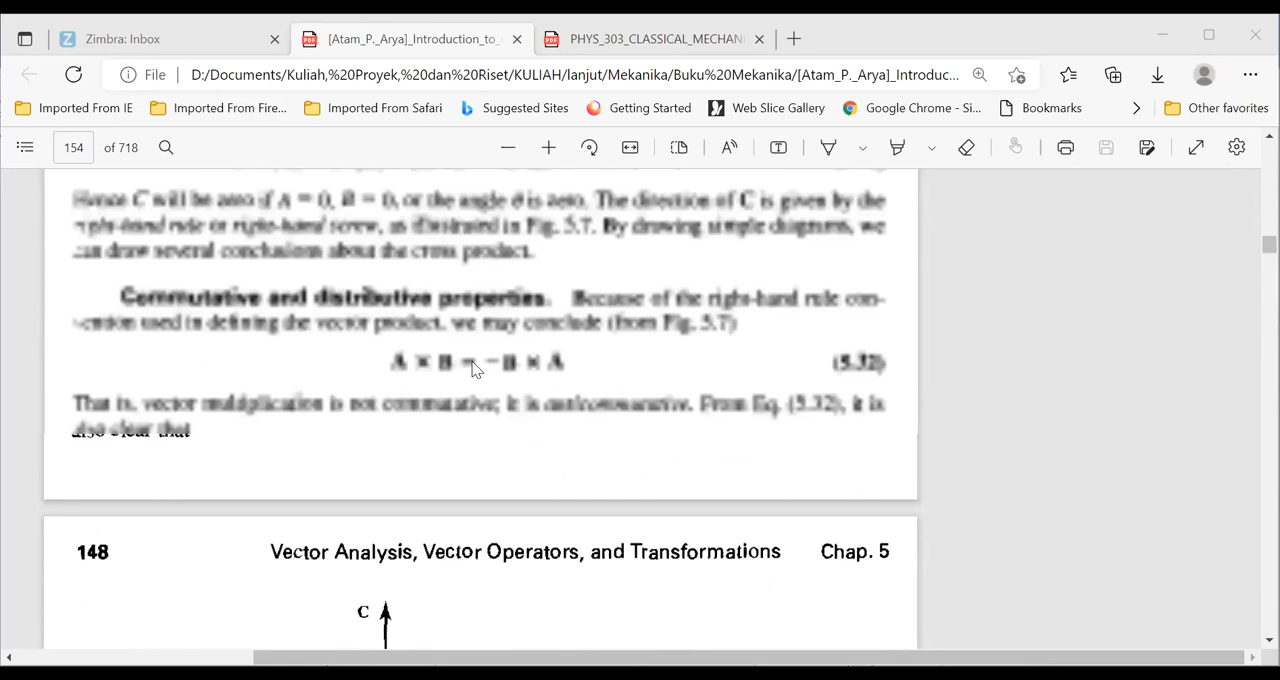 Zimbra: Inbox
[Atam_P._Arya]_Introduction_to_
PHYS_303_CLASSICAL_MECHAN
File
D:/Documents/Kuliah,%20Proyek,%20dan%20Riset/KULIAH/lanjut/Mekanika/Buku%20Mekanika/[Atam_P._Arya]_Introduc...
Imported From IE
Imported From Fire...
Imported From Safari
Suggested Sites
Getting Started
Web Slice Gallery
Google Chrome - Si...
Bookmarks
Other favorites
154 of 718
Hence C will be zero if A = 0, B = 0, or the angle θ is zero. The direction of C is given by the
right-hand rule or right-hand screw, as illustrated in Fig. 5.7. By drawing simple diagrams, we
can draw several conclusions about the cross product.
Commutative and distributive properties. Because of the right-hand rule con-
vention used in defining the vector product, we may conclude (from Fig. 5.7)
A × B = −B × A (5.32)
That is, vector multiplication is not commutative; it is anticommutative. From Eq. (5.32), it is
also clear that
148 Vector Analysis, Vector Operators, and Transformations Chap. 5
C